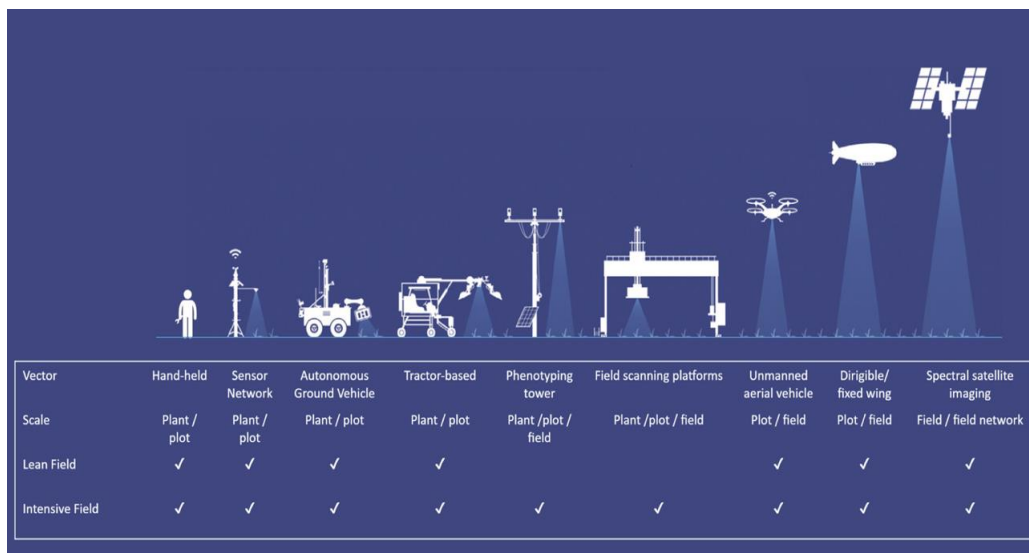 Vector Hand-held Sensor Network Autonomous Ground Vehicle Tractor-based Phenotyping tower Field scanning platforms Unmanned aerial vehicle Dirigible/ fixed wing Spectral satellite imaging
Scale Plant / plot Plant / plot Plant / plot Plant / plot Plant /plot / field Plant /plot / field Plot / field Plot / field Field / field network
Lean Field ✓ ✓ ✓ ✓ ✓ ✓ ✓
Intensive Field ✓ ✓ ✓ ✓ ✓ ✓ ✓ ✓ ✓